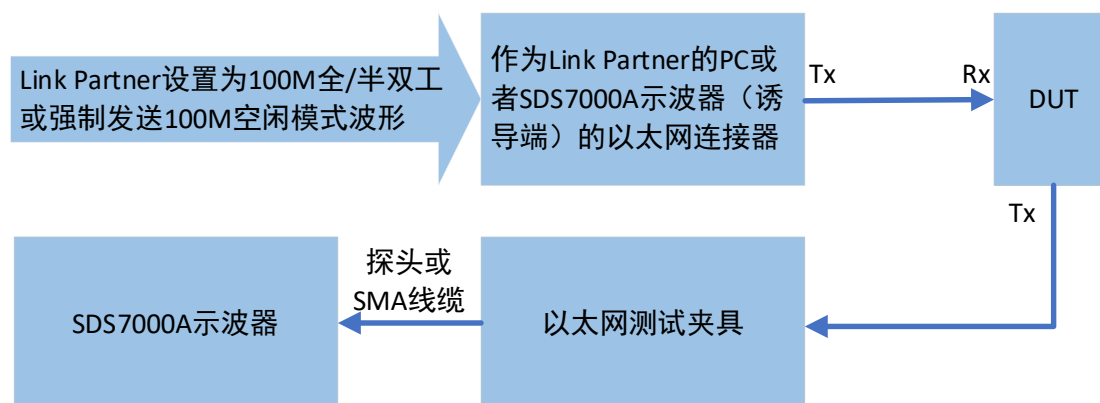 Link Partner设置为100M全/半双工
或强制发送100M空闲模式波形
作为Link Partner的PC或
者SDS7000A示波器（诱
导端）的以太网连接器
Tx
Rx
DUT
Tx
SDS7000A示波器
探头或
SMA线缆
以太网测试夹具